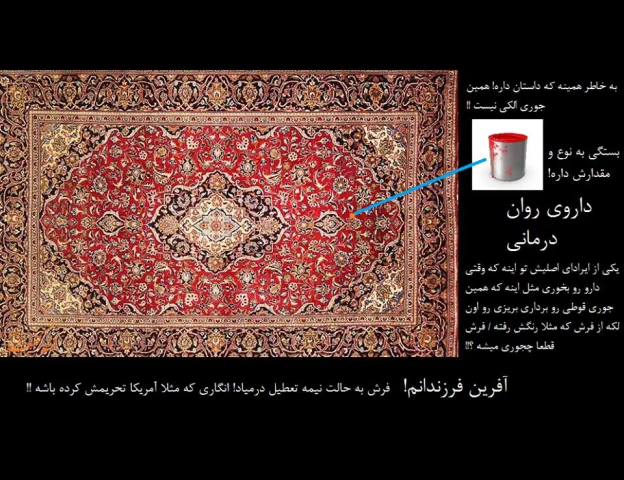 به خاطر همینه که داستان داره! همین
جوری الکی نیست !!
بستگی به نوع و
مقدارش داره!
داروی روان
درمانی
یکی از ایرادای اصلیش تو اینه که وقتی
دارو رو بخوری مثل اینه که همین
جوری قوطی رو برداری بریزی رو اون
لکه از فرش که مثلا رنگش رفته / فرش
قطعا چجوری میشه ؟!!
آفرین فرزندانم! فرش به حالت نیمه تعطیل درمیاد! انگاری که مثلا آمریکا تحریمش کرده باشه !!